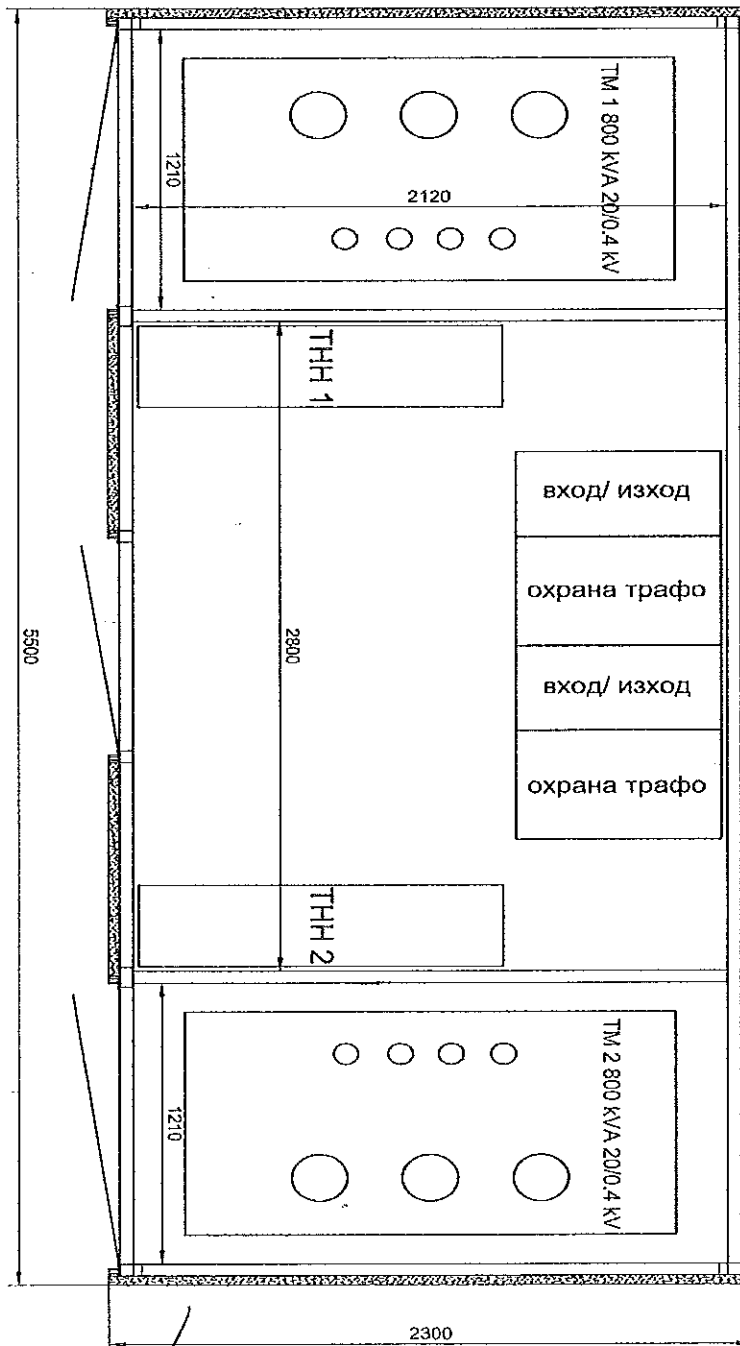 ТМ 1 800 kVA 20/0.4 kV
1210
2120
ТНН 1
вход/ изход
охрана трафо
5500
2800
вход/ изход
охрана трафо
ТНН 2
ТМ 2 800 kVA 20/0.4 kV
1210
2300